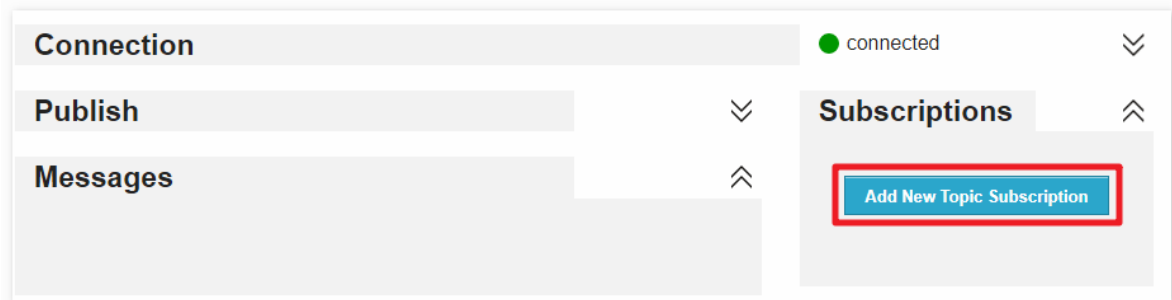 Connection
connected
Publish
Subscriptions
Messages
Add New Topic Subscription